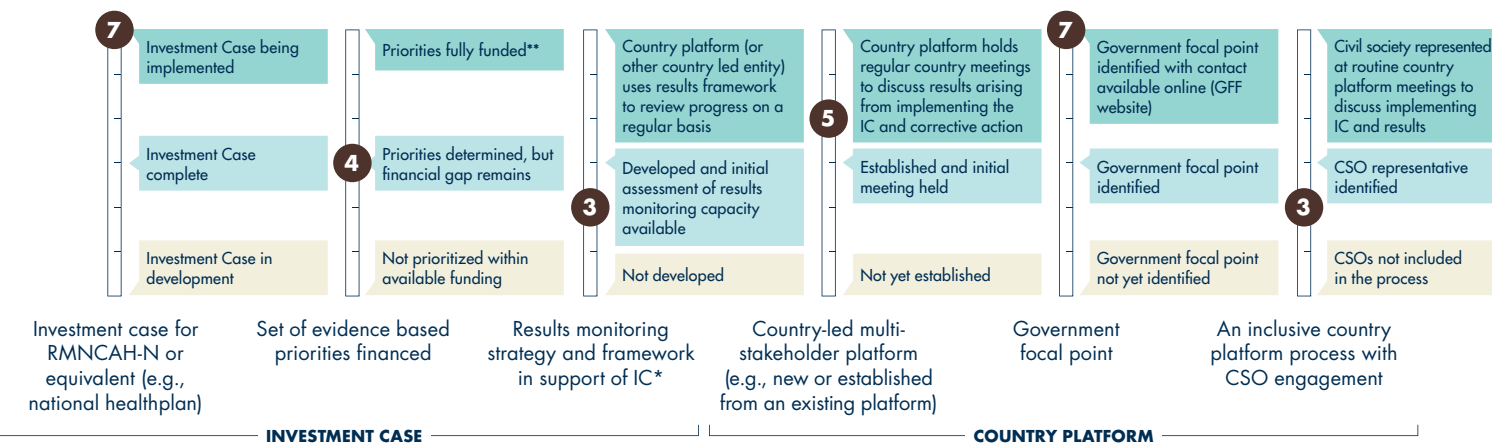 7
Investment Case being
implemented
Investment Case
complete
Investment Case in
development
Investment case for
RMNCAH-N or
equivalent (e.g.,
national healthplan)
4
Priorities fully funded**
Priorities determined, but
financial gap remains
Not prioritized within
available funding
Set of evidence based
priorities financed
3
Country platform (or
other country led entity)
uses results framework
to review progress on a
regular basis
Developed and initial
assessment of results
monitoring capacity
available
Not developed
Results monitoring
strategy and framework
in support of IC*
INVESTMENT CASE
5
Country platform holds
regular country meetings
to discuss results arising
from implementing the
IC and corrective action
Established and initial
meeting held
Not yet established
Country-led multi-
stakeholder platform
(e.g., new or established
from an existing platform)
7
Government focal point
identified with contact
available online (GFF
website)
Government focal point
identified
Government focal point
not yet identified
Government
focal point
3
Civil society represented
at routine country
platform meetings to
discuss implementing
IC and results
CSO representative
identified
CSOs not included
in the process
An inclusive country
platform process with
CSO engagement
COUNTRY PLATFORM